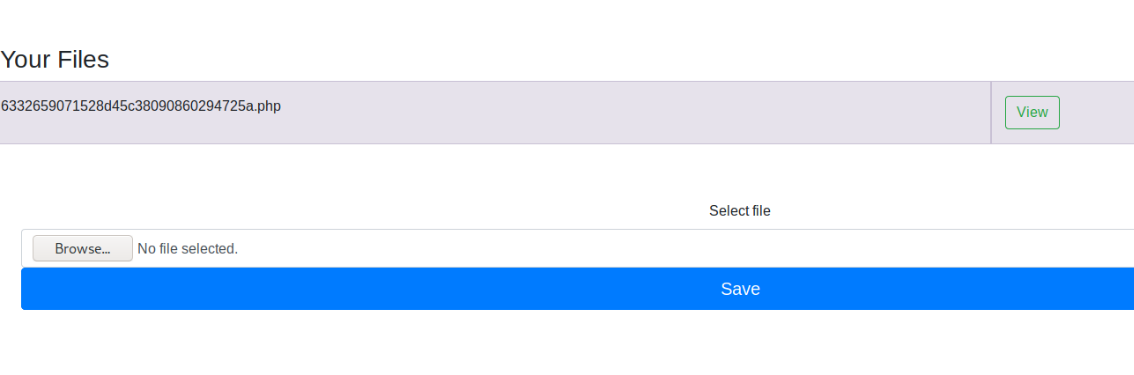 Your Files
6332659071528d45c38090860294725a.php
View
Select file
Browse... No file selected.
Save